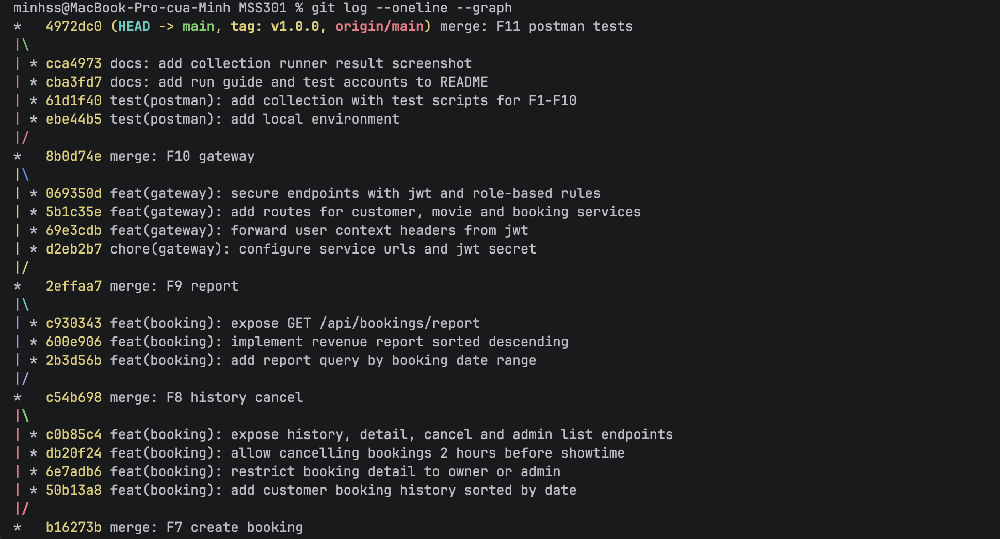 minhss@MacBook-Pro-cua-Minh MSS301 % git log --oneline --graph
*   4972dc0 (HEAD -> main, tag: v1.0.0, origin/main) merge: F11 postman tests
|\
| * cca4973 docs: add collection runner result screenshot
| * cba3fd7 docs: add run guide and test accounts to README
| * 61d1f40 test(postman): add collection with test scripts for F1-F10
| * ebe44b5 test(postman): add local environment
|/
*   8b0d74e merge: F10 gateway
|\
| * 069350d feat(gateway): secure endpoints with jwt and role-based rules
| * 5b1c35e feat(gateway): add routes for customer, movie and booking services
| * 69e3cdb feat(gateway): forward user context headers from jwt
| * d2eb2b7 chore(gateway): configure service urls and jwt secret
|/
*   2effaa7 merge: F9 report
|\
| * c930343 feat(booking): expose GET /api/bookings/report
| * 600e906 feat(booking): implement revenue report sorted descending
| * 2b3d56b feat(booking): add report query by booking date range
|/
*   c54b698 merge: F8 history cancel
|\
| * c0b85c4 feat(booking): expose history, detail, cancel and admin list endpoints
| * db20f24 feat(booking): allow cancelling bookings 2 hours before showtime
| * 6e7adb6 feat(booking): restrict booking detail to owner or admin
| * 50b13a8 feat(booking): add customer booking history sorted by date
|/
*   b16273b merge: F7 create booking